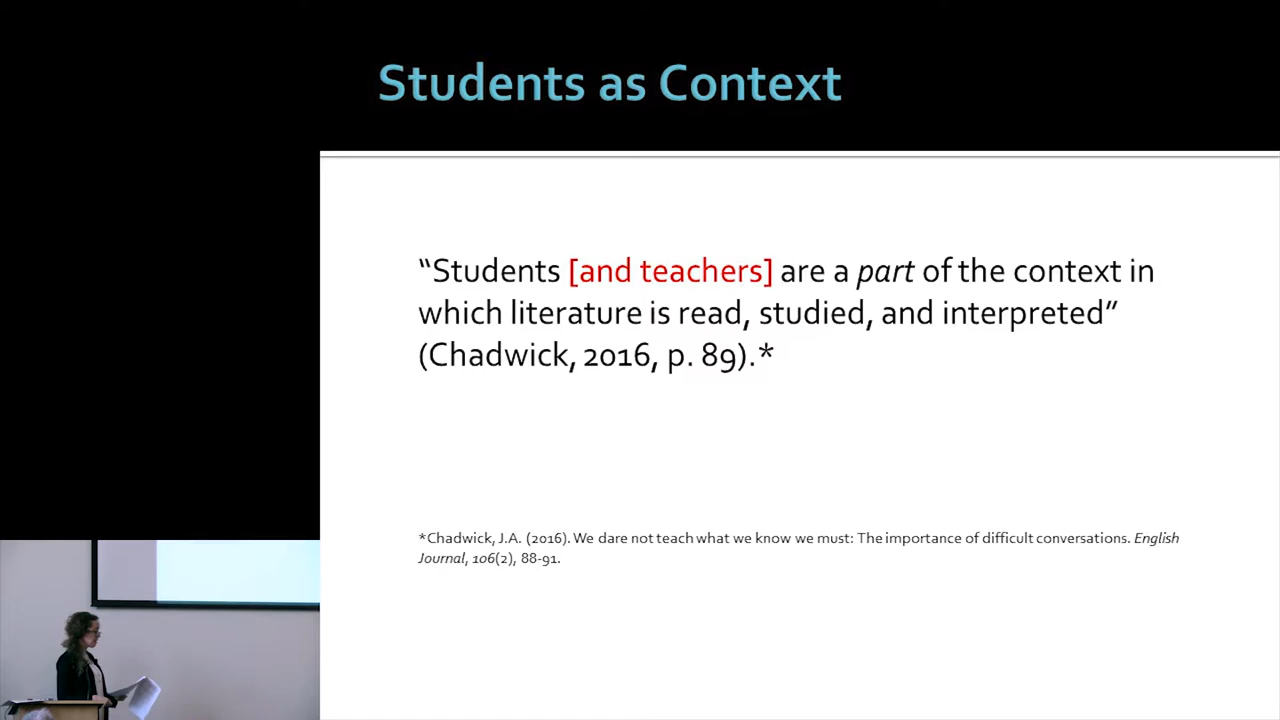 Students as Context
“Students [and teachers] are a part of the context in
which literature is read, studied, and interpreted”
(Chadwick, 2016, p. 89).*
*Chadwick, J.A. (2016). We dare not teach what we know we must: The importance of difficult conversations. English
Journal, 106(2), 88-91.